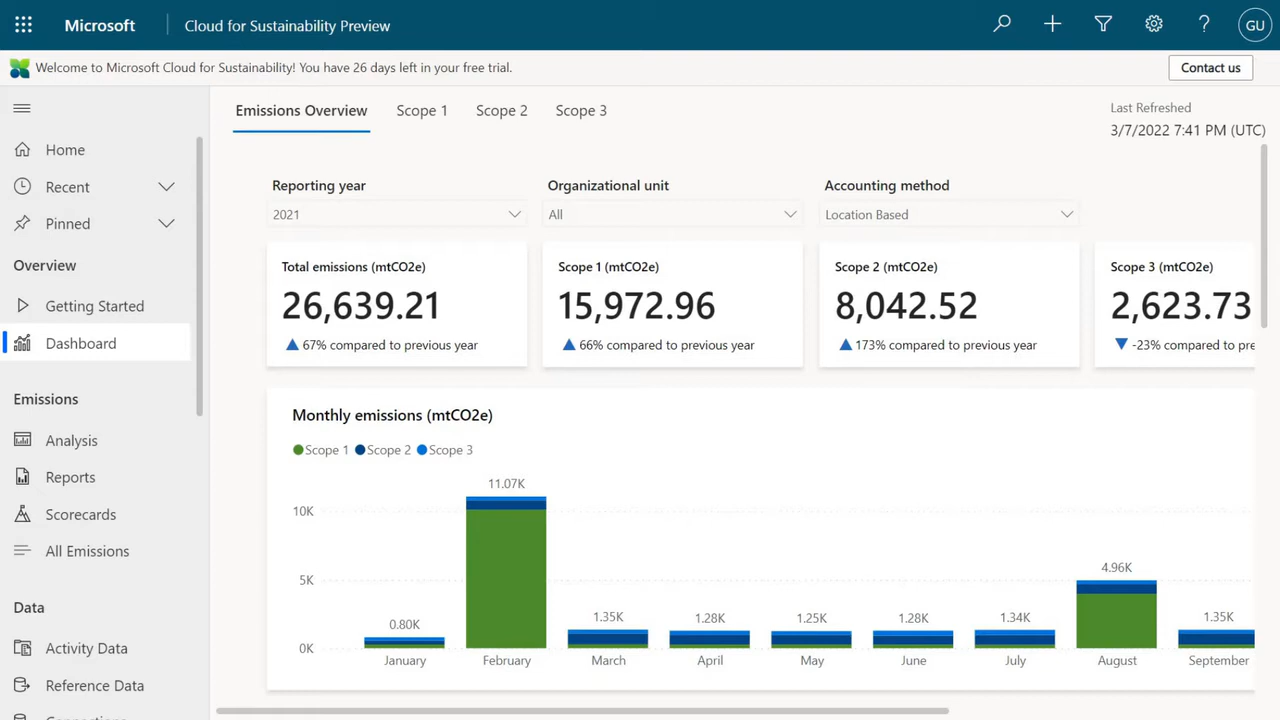 Microsoft
Cloud for Sustainability Preview
GU
Welcome to Microsoft Cloud for Sustainability! You have 26 days left in your free trial.
Contact us
Home
Recent
Pinned
Overview
Getting Started
Dashboard
Emissions
Analysis
Reports
Scorecards
All Emissions
Data
Activity Data
Reference Data
Emissions Overview Scope 1 Scope 2 Scope 3
Last Refreshed
3/7/2022 7:41 PM (UTC)
Reporting year
2021
Organizational unit
All
Accounting method
Location Based
Total emissions (mtCO2e)
26,639.21
67% compared to previous year
Scope 1 (mtCO2e)
15,972.96
66% compared to previous year
Scope 2 (mtCO2e)
8,042.52
173% compared to previous year
Scope 3 (mtCO2e)
2,623.73
-23% compared to pre
Monthly emissions (mtCO2e)
Scope 1 Scope 2 Scope 3
10K
5K
0K
0.80K
11.07K
1.35K
1.28K
1.25K
1.28K
1.34K
4.96K
1.35K
January February March April May June July August September